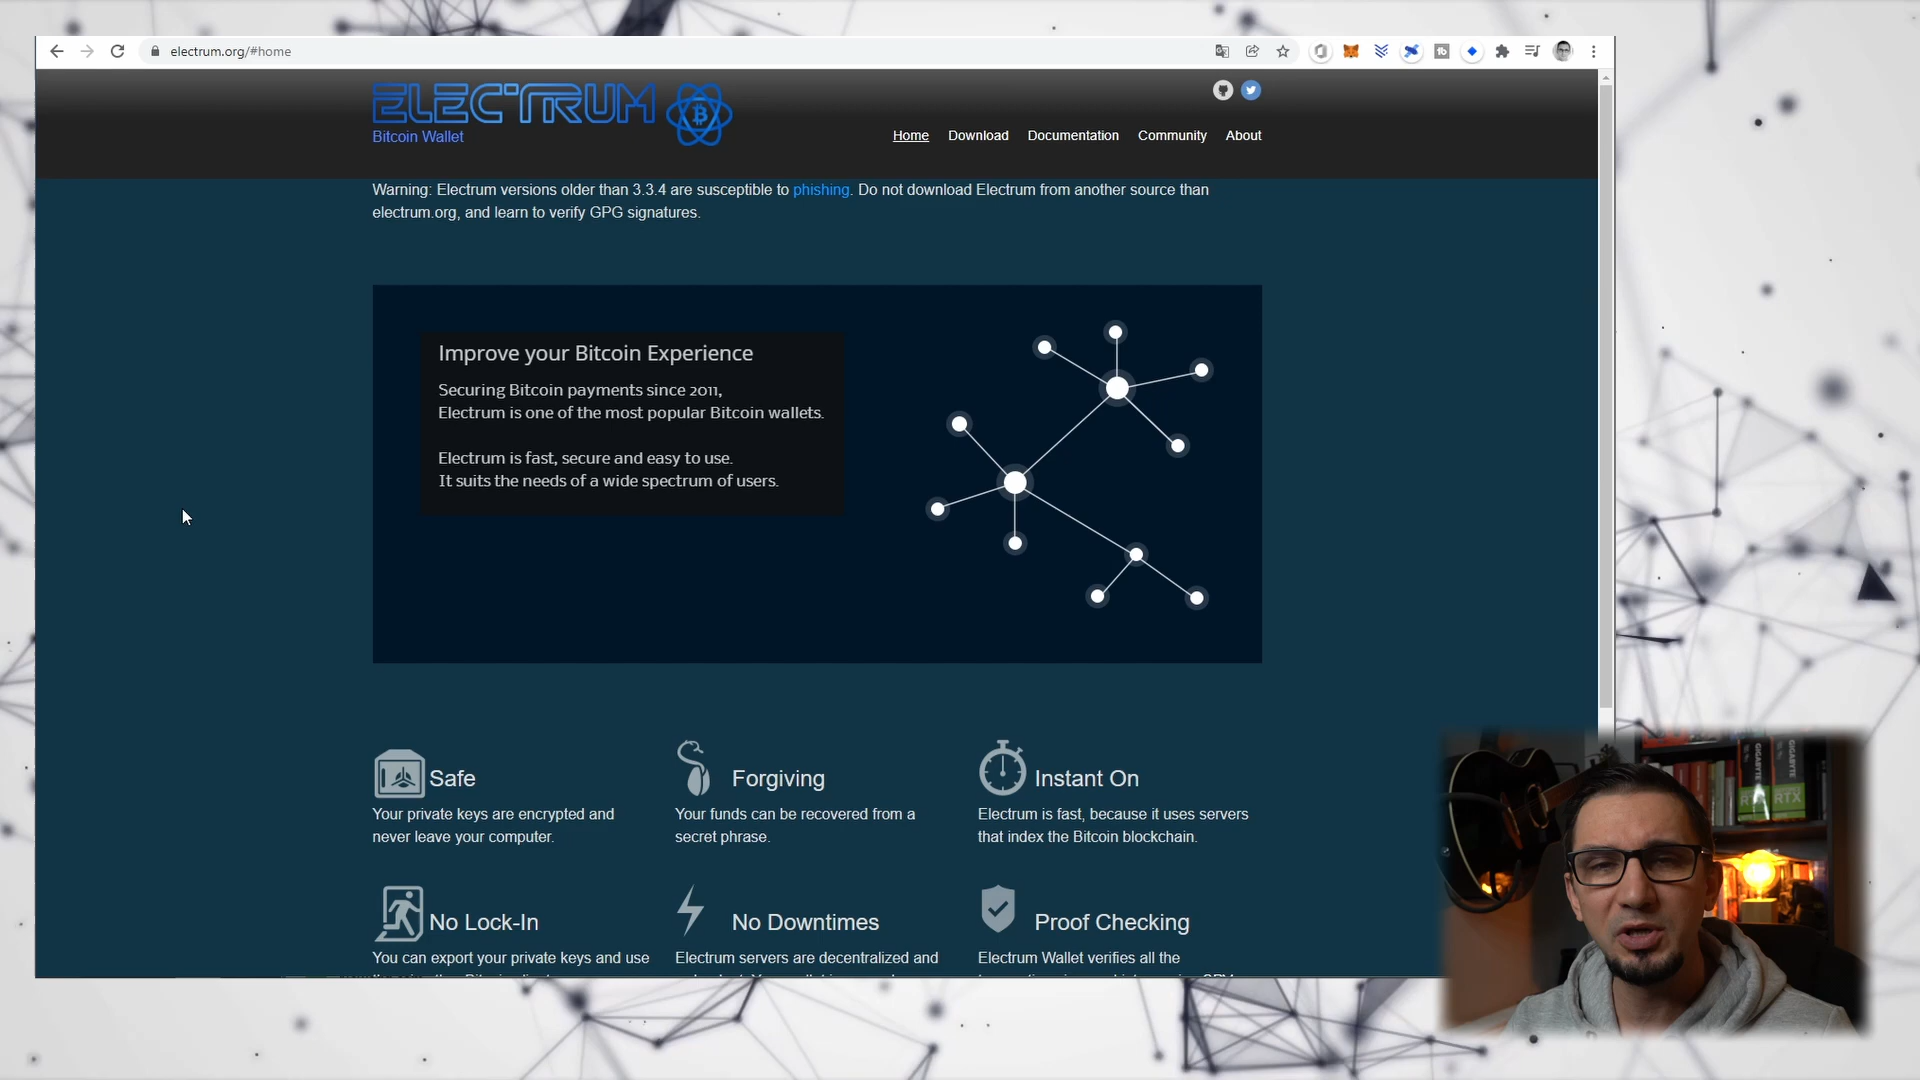 electrum.org/#home
ELECTRUM
Bitcoin Wallet
Home Download Documentation Community About
Warning: Electrum versions older than 3.3.4 are susceptible to phishing. Do not download Electrum from another source than
electrum.org, and learn to verify GPG signatures.
Improve your Bitcoin Experience
Securing Bitcoin payments since 2011,
Electrum is one of the most popular Bitcoin wallets.
Electrum is fast, secure and easy to use.
It suits the needs of a wide spectrum of users.
Safe
Your private keys are encrypted and
never leave your computer.
Forgiving
Your funds can be recovered from a
secret phrase.
Instant On
Electrum is fast, because it uses servers
that index the Bitcoin blockchain.
No Lock-In
You can export your private keys and use
No Downtimes
Electrum servers are decentralized and
Proof Checking
Electrum Wallet verifies all the
GIGABYTE
GIGABYTE
RTX